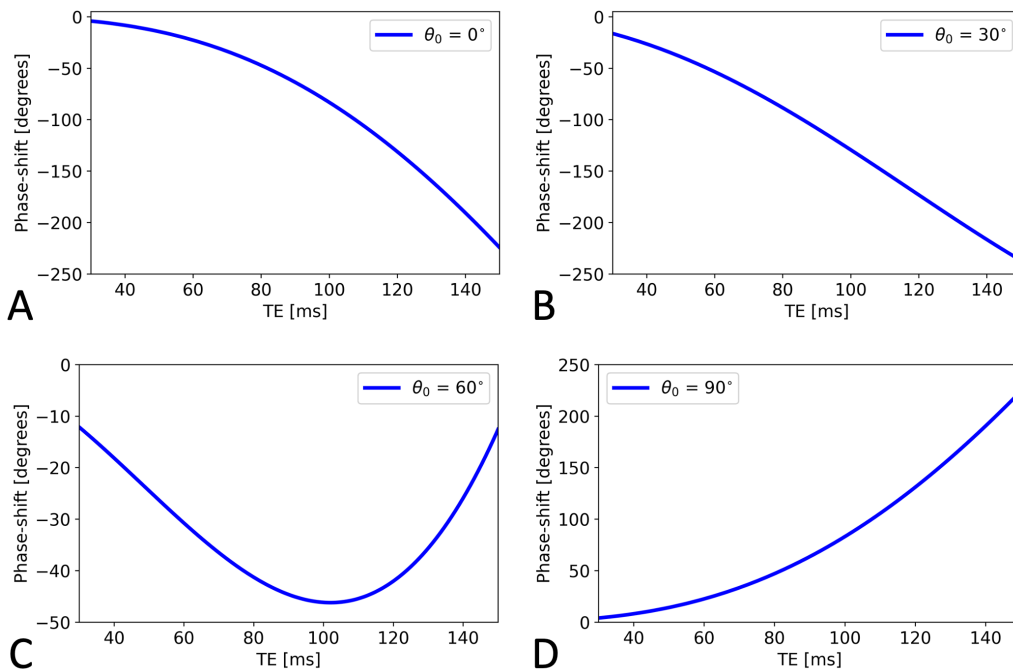 0
−50
−100
−150
−200
−250
Phase-shift [degrees]
θ₀ = 0°
40 60 80 100 120 140
TE [ms]
A
0
−50
−100
−150
−200
−250
Phase-shift [degrees]
θ₀ = 30°
40 60 80 100 120 140
TE [ms]
B
0
−10
−20
−30
−40
−50
Phase-shift [degrees]
θ₀ = 60°
40 60 80 100 120 140
TE [ms]
C
250
200
150
100
50
0
Phase-shift [degrees]
θ₀ = 90°
40 60 80 100 120 140
TE [ms]
D